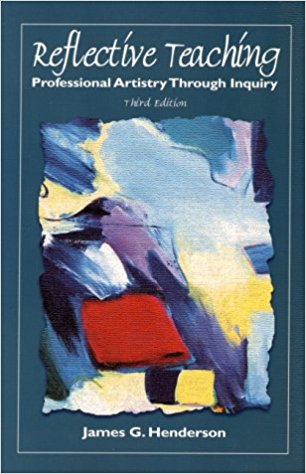 Reflective Teaching
Professional Artistry Through Inquiry
Third Edition
James G. Henderson